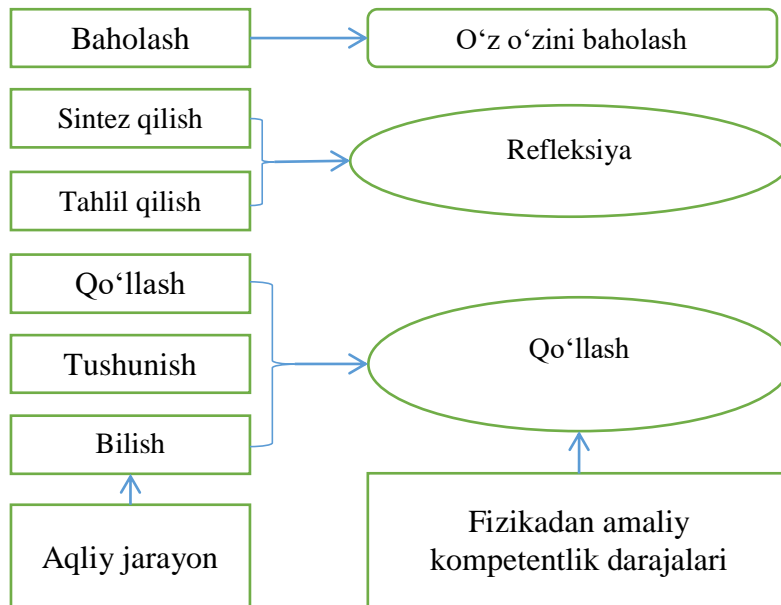 Baholash
O‘z o‘zini baholash
Sintez qilish
Refleksiya
Tahlil qilish
Qo‘llash
Tushunish
Qo‘llash
Bilish
Aqliy jarayon
Fizikadan amaliy
kompetentlik darajalari